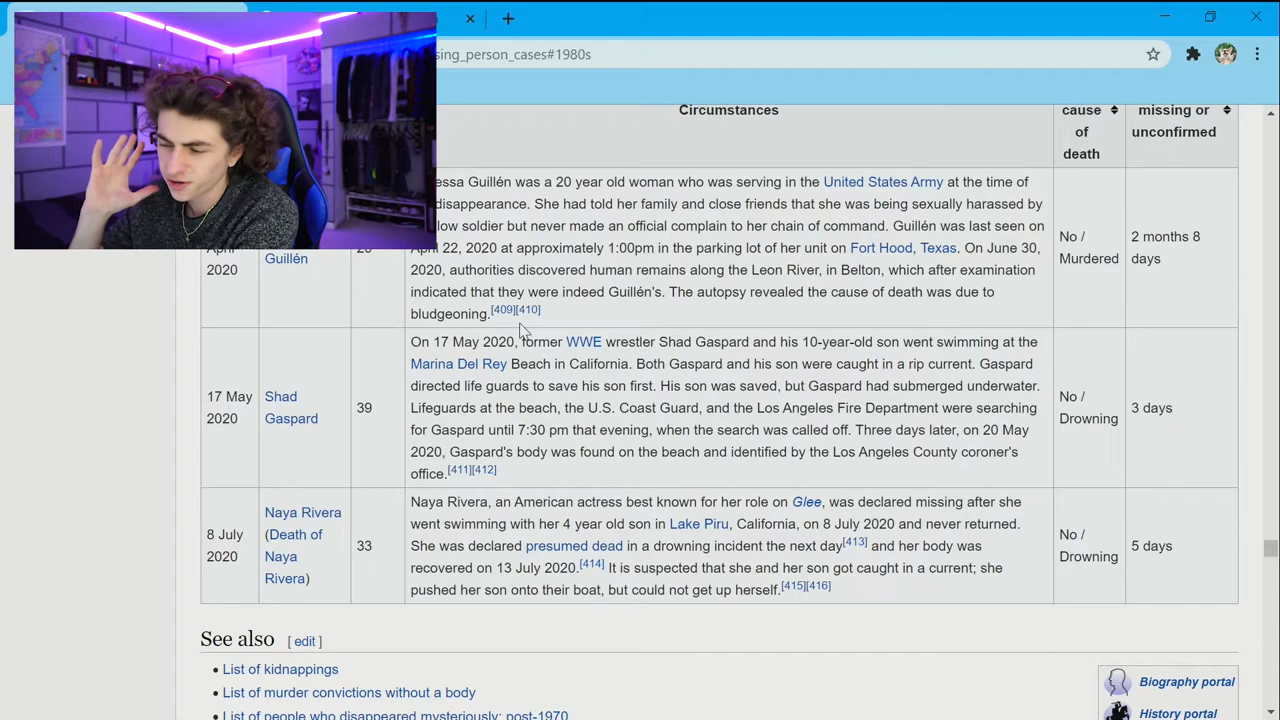 sing_person_cases#1980s
Circumstances
cause
of
death
missing or
unconfirmed
April
2020
Guillén
essa Guillén was a 20 year old woman who was serving in the United States Army at the time of
disappearance. She had told her family and close friends that she was being sexually harassed by
low soldier but never made an official complain to her chain of command. Guillén was last seen on
April 22, 2020 at approximately 1:00pm in the parking lot of her unit on Fort Hood, Texas. On June 30,
2020, authorities discovered human remains along the Leon River, in Belton, which after examination
indicated that they were indeed Guillén's. The autopsy revealed the cause of death was due to
bludgeoning.[409][410]
No /
Murdered
2 months 8
days
17 May
2020
Shad
Gaspard
39
On 17 May 2020, former WWE wrestler Shad Gaspard and his 10-year-old son went swimming at the
Marina Del Rey Beach in California. Both Gaspard and his son were caught in a rip current. Gaspard
directed life guards to save his son first. His son was saved, but Gaspard had submerged underwater.
Lifeguards at the beach, the U.S. Coast Guard, and the Los Angeles Fire Department were searching
for Gaspard until 7:30 pm that evening, when the search was called off. Three days later, on 20 May
2020, Gaspard's body was found on the beach and identified by the Los Angeles County coroner's
office.[411][412]
No /
Drowning
3 days
8 July
2020
Naya Rivera
(Death of
Naya
Rivera)
33
Naya Rivera, an American actress best known for her role on Glee, was declared missing after she
went swimming with her 4 year old son in Lake Piru, California, on 8 July 2020 and never returned.
She was declared presumed dead in a drowning incident the next day[413] and her body was
recovered on 13 July 2020.[414] It is suspected that she and her son got caught in a current; she
pushed her son onto their boat, but could not get up herself.[415][416]
No /
Drowning
5 days
See also [ edit ]
List of kidnappings
List of murder convictions without a body
List of people who disappeared mysteriously: post-1970
Biography portal
History portal